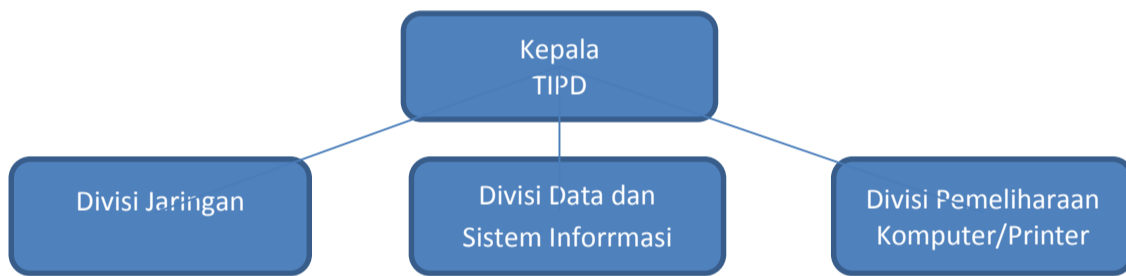 Kepala
TIPD
Divisi Jaringan
Divisi Data dan
Sistem Inforrmasi
Divisi Pemeliharaan
Komputer/Printer